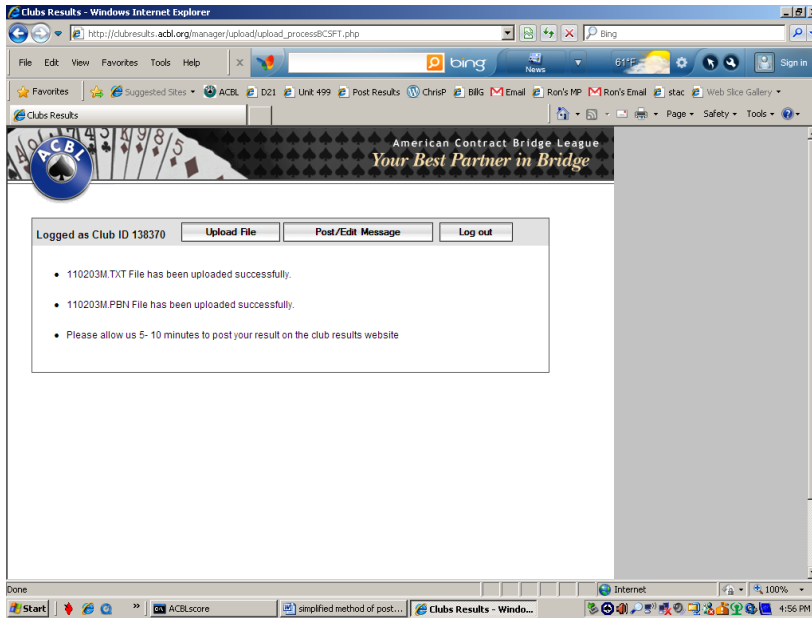 Clubs Results - Windows Internet Explorer
http://clubresults.acbl.org/manager/upload/upload_processBCSFT.php
Bing
File Edit View Favorites Tools Help
x bing News 61°F Sign in
Favorites Suggested Sites ACBL D21 Unit 499 Post Results ChrisP BillG Email Ron's MP Ron's Email stac Web Slice Gallery
Clubs Results
Page Safety Tools
ACBL
American Contract Bridge League
Your Best Partner in Bridge
Logged as Club ID 138370 Upload File Post/Edit Message Log out
• 110203M.TXT File has been uploaded successfully.
• 110203M.PBN File has been uploaded successfully.
• Please allow us 5- 10 minutes to post your result on the club results website
Done Internet 100%
Start » ACBLscore simplified method of post... Clubs Results - Windo... 4:56 PM